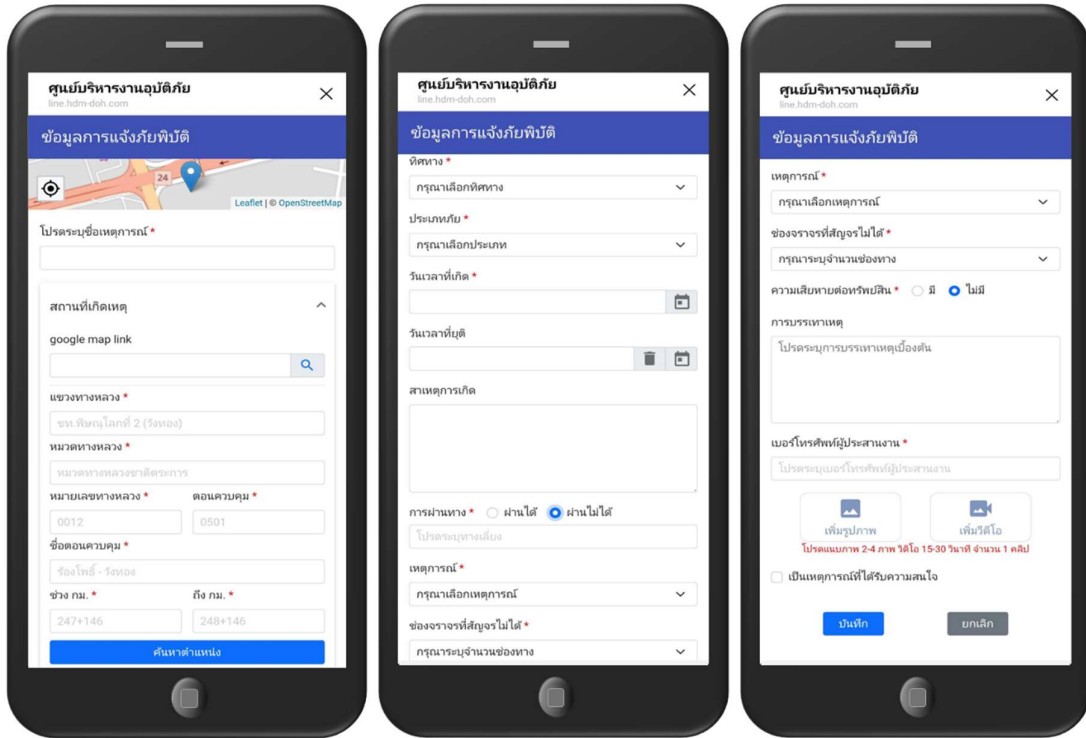 ศูนย์บริหารงานอุบัติภัย
line.hdm-doh.com
ข้อมูลการแจ้งภัยพิบัติ
24
Leaflet | © OpenStreetMap
โปรดระบุชื่อเหตุการณ์ *
สถานที่เกิดเหตุ
google map link
แขวงทางหลวง *
ขท.พิษณุโลกที่ 2 (วังทอง)
หมวดทางหลวง *
หมวดทางหลวงชาติตระการ
หมายเลขทางหลวง * ตอนควบคุม *
0012 0501
ชื่อตอนควบคุม *
ร้องโพธิ์ - วังทอง
ช่วง กม. * ถึง กม. *
247+146 248+146
ค้นหาตำแหน่ง
ศูนย์บริหารงานอุบัติภัย
line.hdm-doh.com
ข้อมูลการแจ้งภัยพิบัติ
ทิศทาง *
กรุณาเลือกทิศทาง
ประเภทภัย *
กรุณาเลือกประเภท
วันเวลาที่เกิด *
วันเวลาที่ยุติ
สาเหตุการเกิด
การผ่านทาง * ผ่านได้ ผ่านไม่ได้
โปรดระบุทางเลี่ยง
เหตุการณ์ *
กรุณาเลือกเหตุการณ์
ช่องจราจรที่สัญจรไม่ได้ *
กรุณาระบุจำนวนช่องทาง
ศูนย์บริหารงานอุบัติภัย
line.hdm-doh.com
ข้อมูลการแจ้งภัยพิบัติ
เหตุการณ์ *
กรุณาเลือกเหตุการณ์
ช่องจราจรที่สัญจรไม่ได้ *
กรุณาระบุจำนวนช่องทาง
ความเสียหายต่อทรัพย์สิน * มี ไม่มี
การบรรเทาเหตุ
โปรดระบุการบรรเทาเหตุเบื้องต้น
เบอร์โทรศัพท์ผู้ประสานงาน *
โปรดระบุเบอร์โทรศัพท์ผู้ประสานงาน
เพิ่มรูปภาพ เพิ่มวีดีโอ
โปรดแนบภาพ 2-4 ภาพ วิดีโอ 15-30 วินาที จำนวน 1 คลิป
เป็นเหตุการณ์ที่ได้รับความสนใจ
บันทึก ยกเลิก